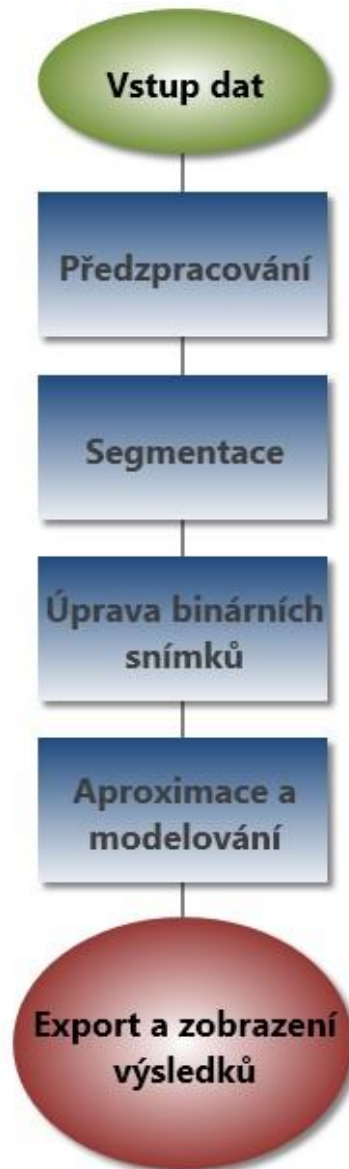 Vstup dat
Předzpracování
Segmentace
Úprava binárních
snímků
Aproximace a
modelování
Export a zobrazení
výsledků